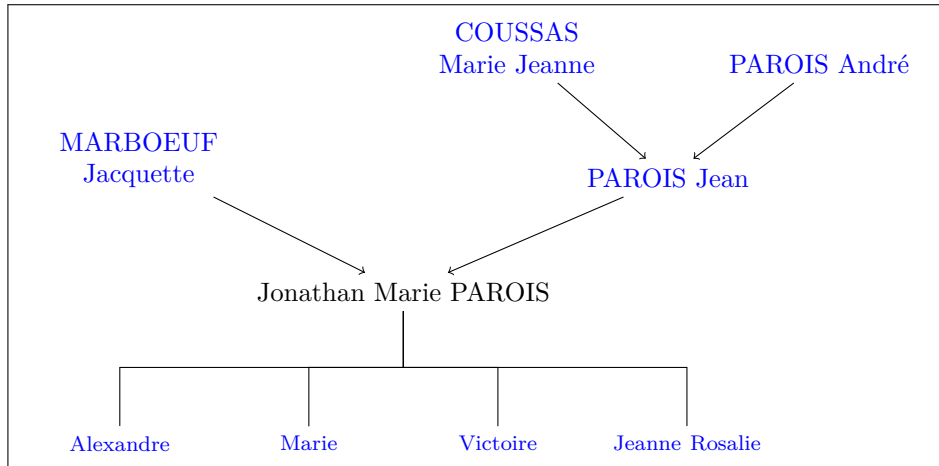 COUSSAS
Marie Jeanne
PAROIS André
MARBOEUF
Jacquette
PAROIS Jean
Jonathan Marie PAROIS
Alexandre
Marie
Victoire
Jeanne Rosalie